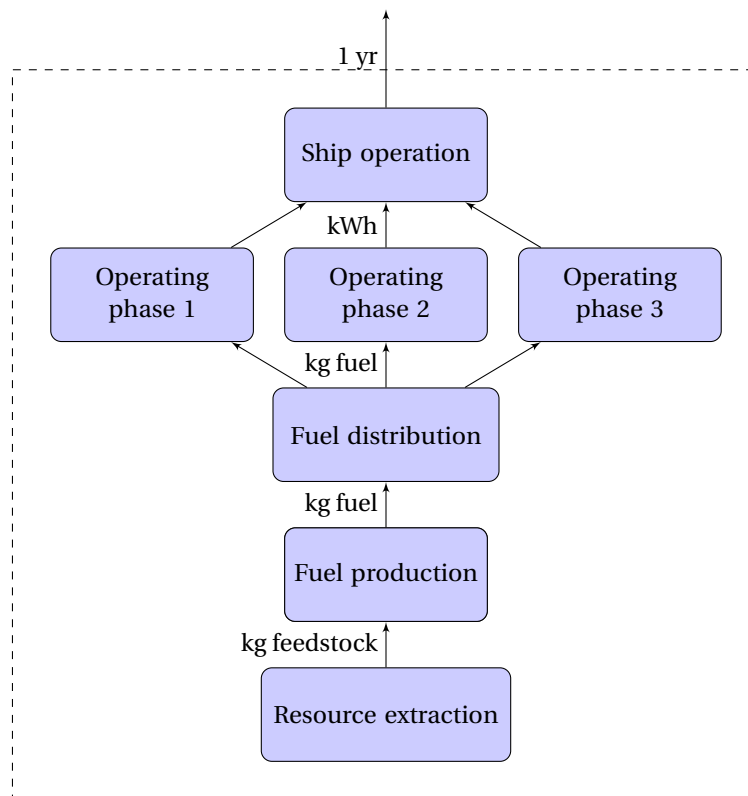 1 yr
Ship operation
kWh
Operating
phase 1
Operating
phase 2
Operating
phase 3
kg fuel
Fuel distribution
kg fuel
Fuel production
kg feedstock
Resource extraction